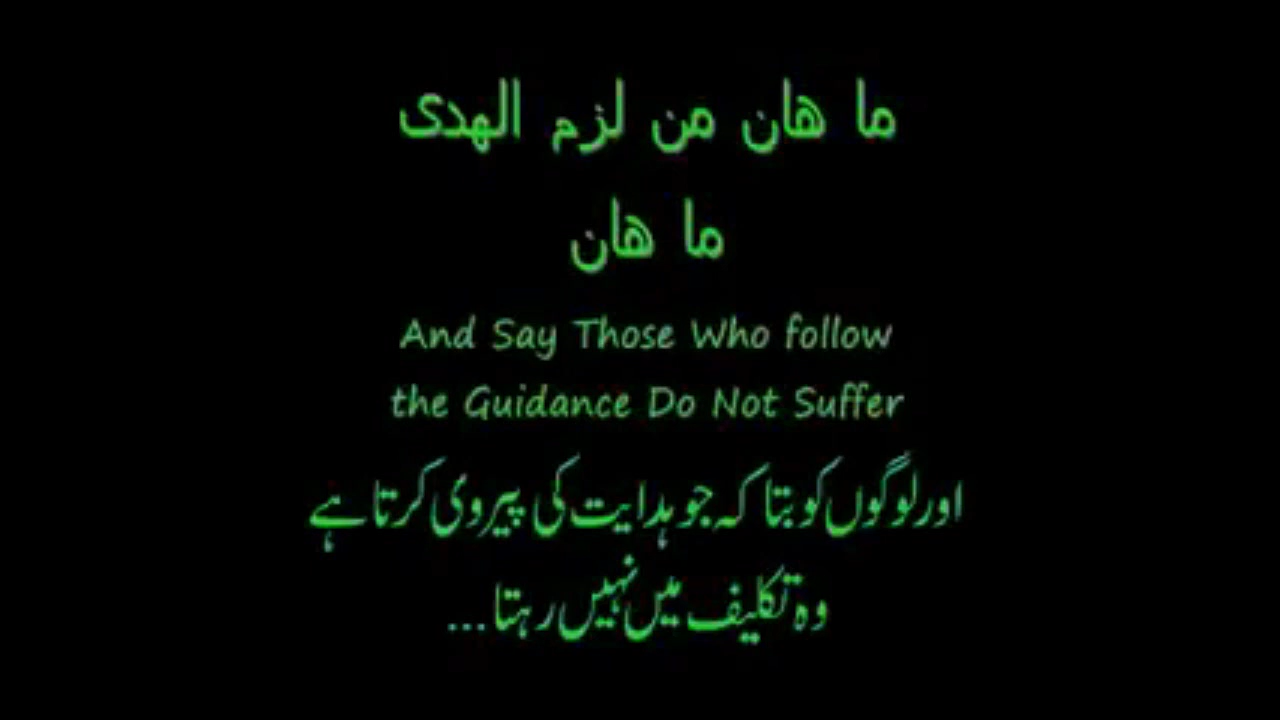 ما هان من لزم الهدى
ما هان
And Say Those Who follow
the Guidance Do Not Suffer
اور لوگوں کو بتا کہ جو ہدایت کی پیروی کرتا ہے
وہ تکلیف میں نہیں رہتا...